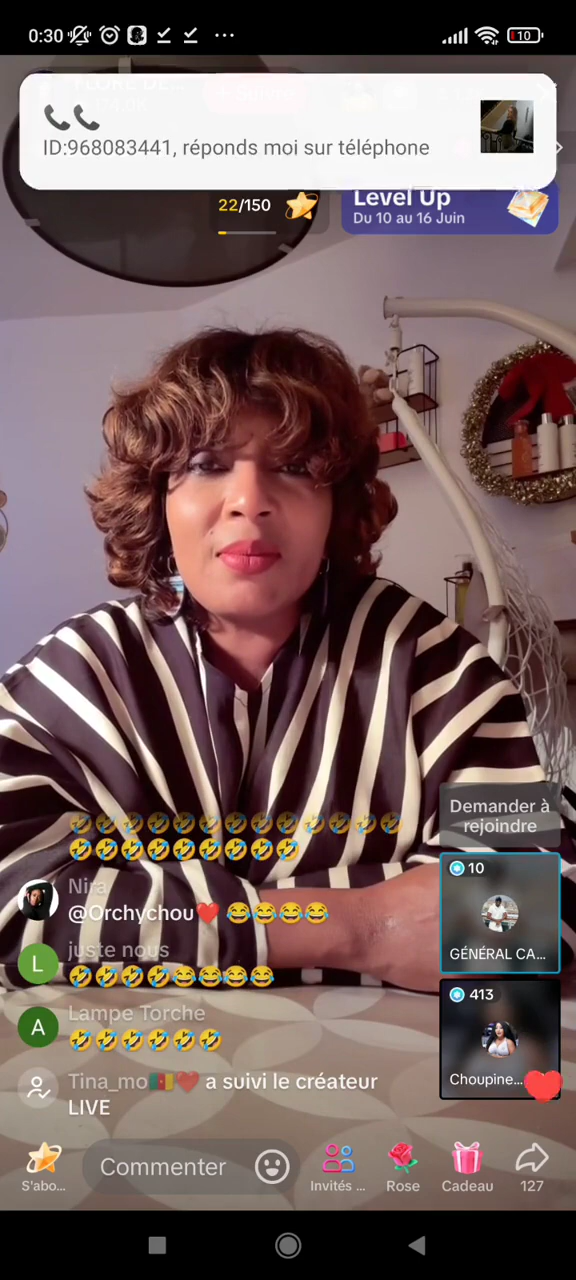 0:30
10
📞📞
ID:968083441, réponds moi sur téléphone
22/150
Level Up
Du 10 au 16 Juin
Demander à
rejoindre
🤣🤣🤣🤣🤣🤣🤣🤣🤣🤣🤣🤣🤣
🤣🤣🤣🤣🤣🤣🤣🤣🤣
10
GÉNÉRAL CA...
Nira
@Orchychou❤️ 😂😂😂😂
juste nous
L
🤣🤣🤣🤣😂😂😂😂
413
Choupine...
Lampe Torche
A
🤣🤣🤣🤣🤣🤣
Tina_mo🇨🇲❤️ a suivi le créateur
LIVE
S'abo...
Commenter
Invités ...
Rose
Cadeau
127